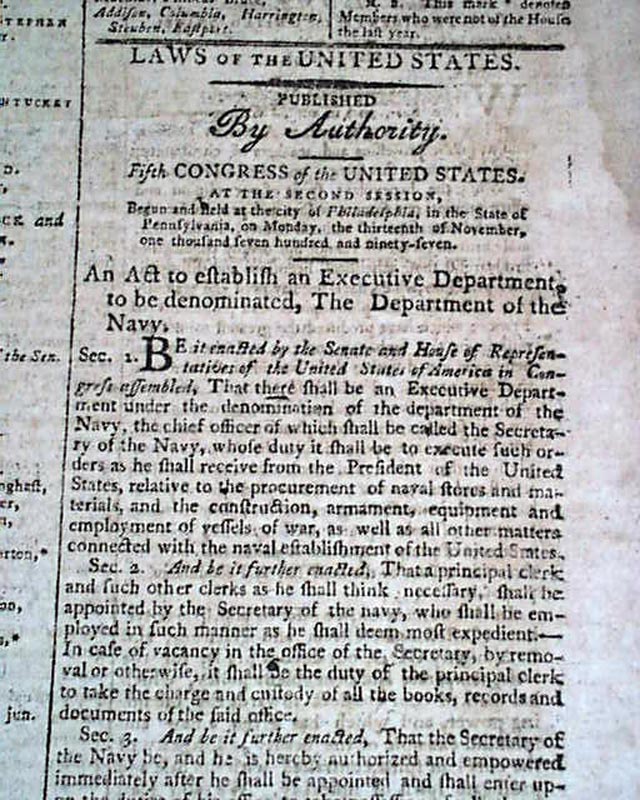 Addison, Columbia, Harrington,
Steuben, Eastport.
N. B. This mark * denotes
Members who were not of the House
the last year.
LAWS OF THE UNITED STATES.
PUBLISHED
By Authority.
Fifth CONGRESS of the UNITED STATES.
AT THE SECOND SESSION,
Begun and held at the city of Philadelphia, in the State of
Pennsylvania, on Monday, the thirteenth of November,
one thousand seven hundred and ninety-seven.
An Act to eſtabliſh an Executive Department,
to be denominated, The Department of the
Navy.
Sec. 1. BE it enacted by the Senate and Houſe of Repreſen-
tatives of the United States of America in Con-
greſs aſſembled, That there ſhall be an Executive Depart-
ment under the denomination of the department of the
Navy, the chief officer of which ſhall be called the Secreta-
ry of the Navy, whoſe duty it ſhall be to execute ſuch or-
ders as he ſhall receive from the Preſident of the United
States, relative to the procurement of naval ſtores and ma-
terials, and the conſtruction, armament, equipment and
employment of veſſels of war, as well as all other matters
connected with the naval eſtabliſhment of the United States.
Sec. 2. And be it further enacted, That a principal clerk
and ſuch other clerks as he ſhall think neceſſary, ſhall be
appointed by the Secretary of the navy, who ſhall be em-
ployed in ſuch manner as he ſhall deem moſt expedient.—
In caſe of vacancy in the office of the Secretary, by remo-
val or otherwiſe, it ſhall be the duty of the principal clerk
to take the charge and cuſtody of all the books, records and
documents of the ſaid office.
Sec. 3. And be it further enacted, That the Secretary of
the Navy be, and he is hereby authorized and empowered
immediately after he ſhall be appointed and ſhall enter up-
the Sen.
jun.